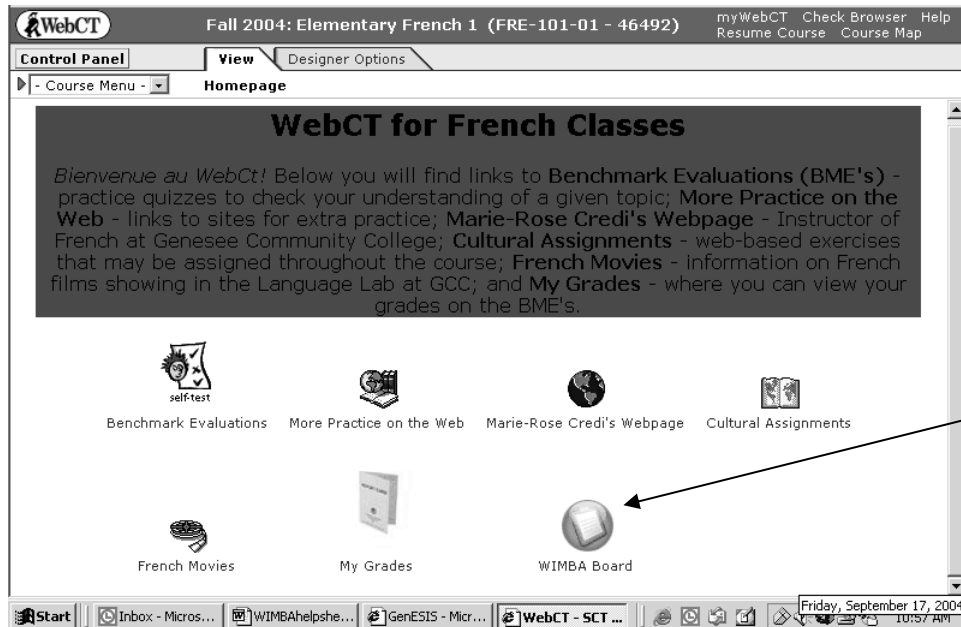 WebCT
Fall 2004: Elementary French 1 (FRE-101-01 - 46492)
myWebCT Check Browser Help
Resume Course Course Map
Control Panel
View
Designer Options
- Course Menu -
Homepage
WebCT for French Classes
Bienvenue au WebCt! Below you will find links to Benchmark Evaluations (BME's) -
practice quizzes to check your understanding of a given topic; More Practice on the
Web - links to sites for extra practice; Marie-Rose Credi's Webpage - Instructor of
French at Genesee Community College; Cultural Assignments - web-based exercises
that may be assigned throughout the course; French Movies - information on French
films showing in the Language Lab at GCC; and My Grades - where you can view your
grades on the BME's.
self-test
Benchmark Evaluations
More Practice on the Web
Marie-Rose Credi's Webpage
Cultural Assignments
REPORT CARD
French Movies
My Grades
WIMBA Board
Start
Inbox - Micros...
WIMBAhelpshe...
GenESIS - Micr...
WebCT - SCT ...
Friday, September 17, 2004
10:57 AM